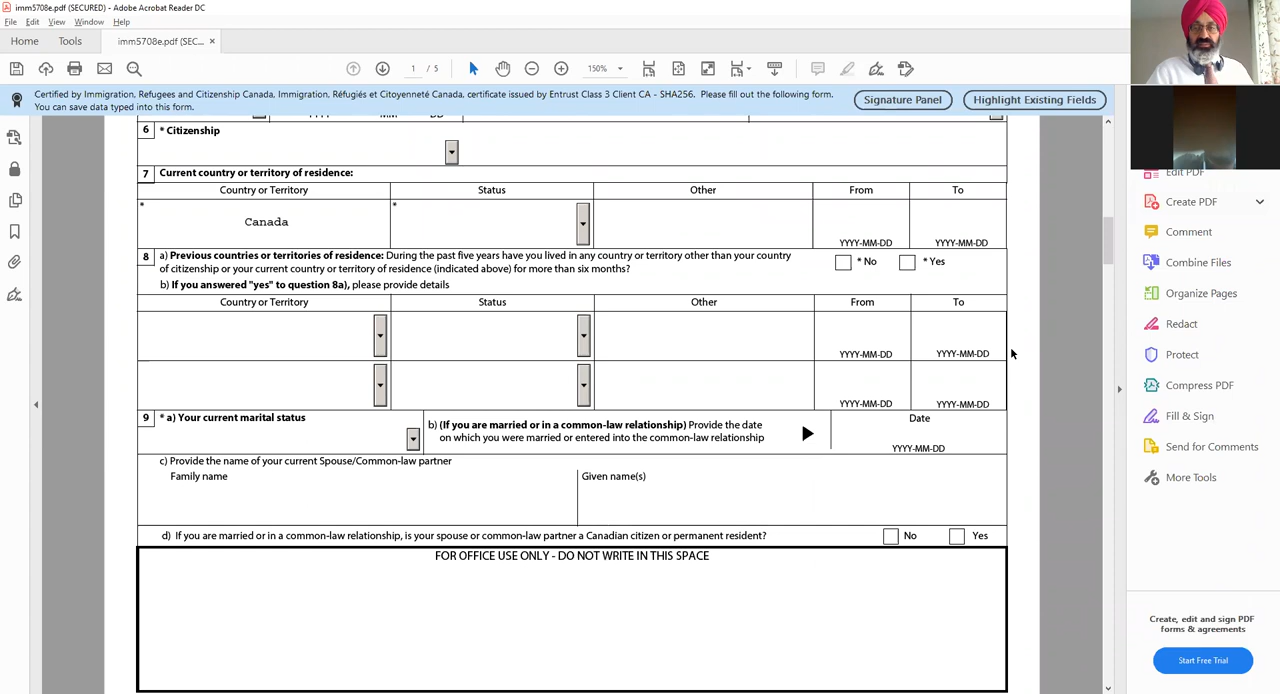 imm5708e.pdf (SECURED) - Adobe Acrobat Reader DC
File Edit View Window Help
Home Tools imm5708e.pdf (SEC... ×
1 / 5 150%
Certified by Immigration, Refugees and Citizenship Canada, Immigration, Réfugiés et Citoyenneté Canada, certificate issued by Entrust Class 3 Client CA - SHA256. Please fill out the following form.
You can save data typed into this form.
Signature Panel Highlight Existing Fields
6 * Citizenship
7 Current country or territory of residence:
Country or Territory Status Other From To
* Canada * YYYY-MM-DD YYYY-MM-DD
8 a) Previous countries or territories of residence: During the past five years have you lived in any country or territory other than your country
of citizenship or your current country or territory of residence (indicated above) for more than six months? * No * Yes
b) If you answered "yes" to question 8a), please provide details
Country or Territory Status Other From To
YYYY-MM-DD YYYY-MM-DD
YYYY-MM-DD YYYY-MM-DD
9 * a) Your current marital status
b) (If you are married or in a common-law relationship) Provide the date
on which you were married or entered into the common-law relationship
Date
YYYY-MM-DD
c) Provide the name of your current Spouse/Common-law partner
Family name Given name(s)
d) If you are married or in a common-law relationship, is your spouse or common-law partner a Canadian citizen or permanent resident? No Yes
FOR OFFICE USE ONLY - DO NOT WRITE IN THIS SPACE
Edit PDF
Create PDF
Comment
Combine Files
Organize Pages
Redact
Protect
Compress PDF
Fill & Sign
Send for Comments
More Tools
Create, edit and sign PDF
forms & agreements
Start Free Trial